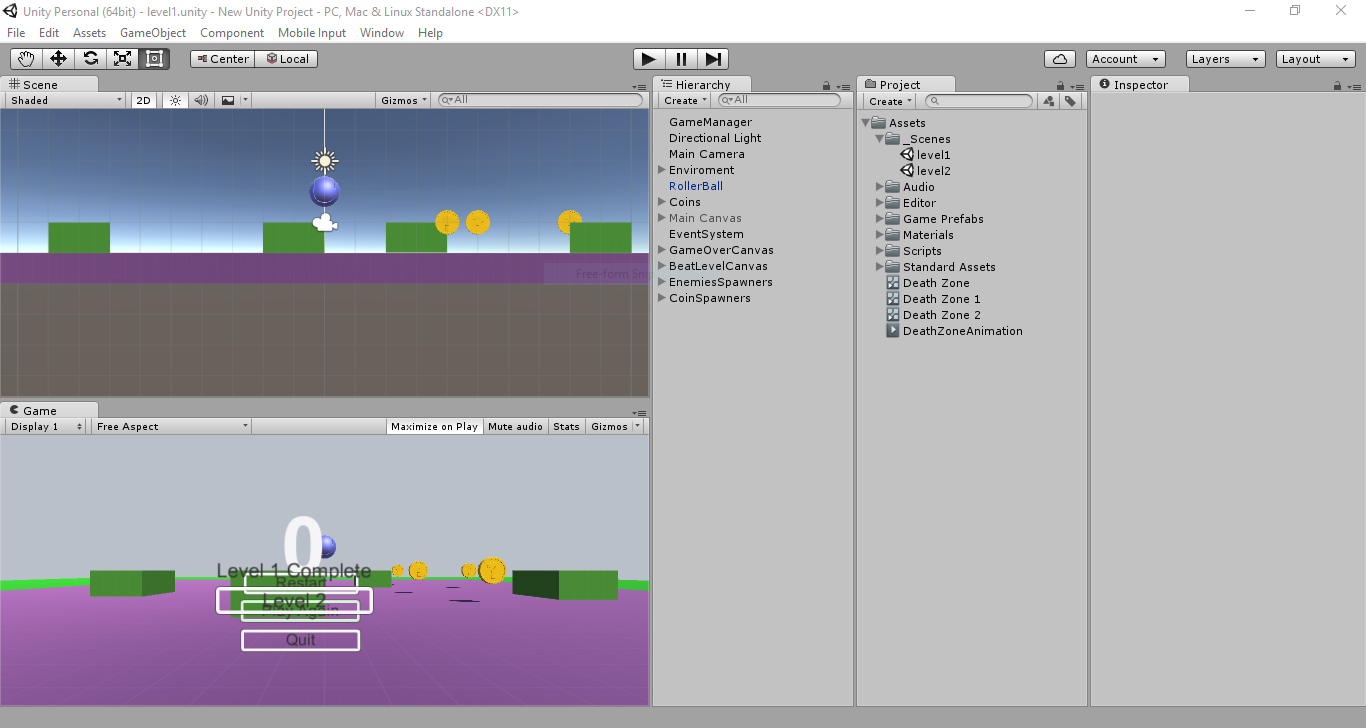 Unity Personal (64bit) - level1.unity - New Unity Project - PC, Mac & Linux Standalone <DX11>
File Edit Assets GameObject Component Mobile Input Window Help
Center Local Account Layers Layout
Scene
Shaded 2D Gizmos All
Free-form Sni
Game
Display 1 Free Aspect Maximize on Play Mute audio Stats Gizmos
0
Level 1 Complete
Restart
Level 2
Play Again
Quit
Hierarchy
Create All
GameManager
Directional Light
Main Camera
Enviroment
RollerBall
Coins
Main Canvas
EventSystem
GameOverCanvas
BeatLevelCanvas
EnemiesSpawners
CoinSpawners
Project
Create
Assets
_Scenes
level1
level2
Audio
Editor
Game Prefabs
Materials
Scripts
Standard Assets
Death Zone
Death Zone 1
Death Zone 2
DeathZoneAnimation
Inspector